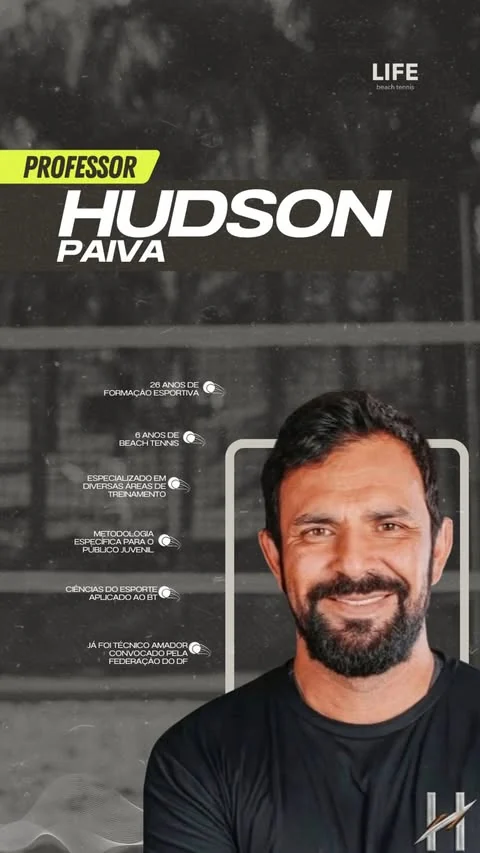 LIFE
beach tennis
PROFESSOR
HUDSON
PAIVA
26 ANOS DE
FORMAÇÃO ESPORTIVA
6 ANOS DE
BEACH TENNIS
ESPECIALIZADO EM
DIVERSAS ÁREAS DE
TREINAMENTO
METODOLOGIA
ESPECÍFICA PARA O
PÚBLICO JUVENIL
CIÊNCIAS DO ESPORTE
APLICADO AO BT
JÁ FOI TÉCNICO AMADOR
CONVOCADO PELA
FEDERAÇÃO DO DF
H